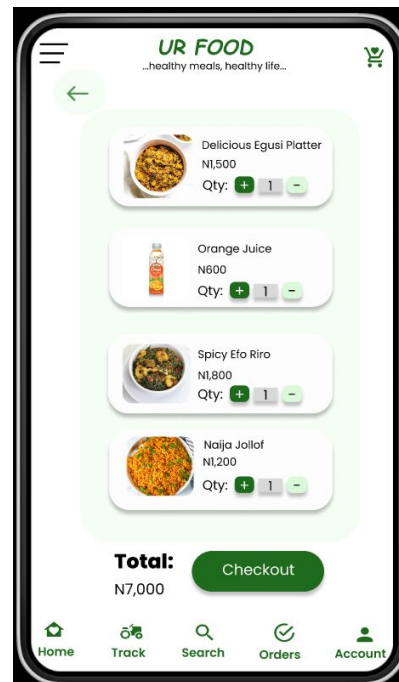 UR FOOD
...healthy meals, healthy life...
Delicious Egusi Platter
N1,500
Qty: + 1 -
Orange Juice
N600
Qty: + 1 -
Spicy Efo Riro
N1,800
Qty: + 1 -
Naija Jollof
N1,200
Qty: + 1 -
Total:
N7,000
Checkout
Home Track Search Orders Account